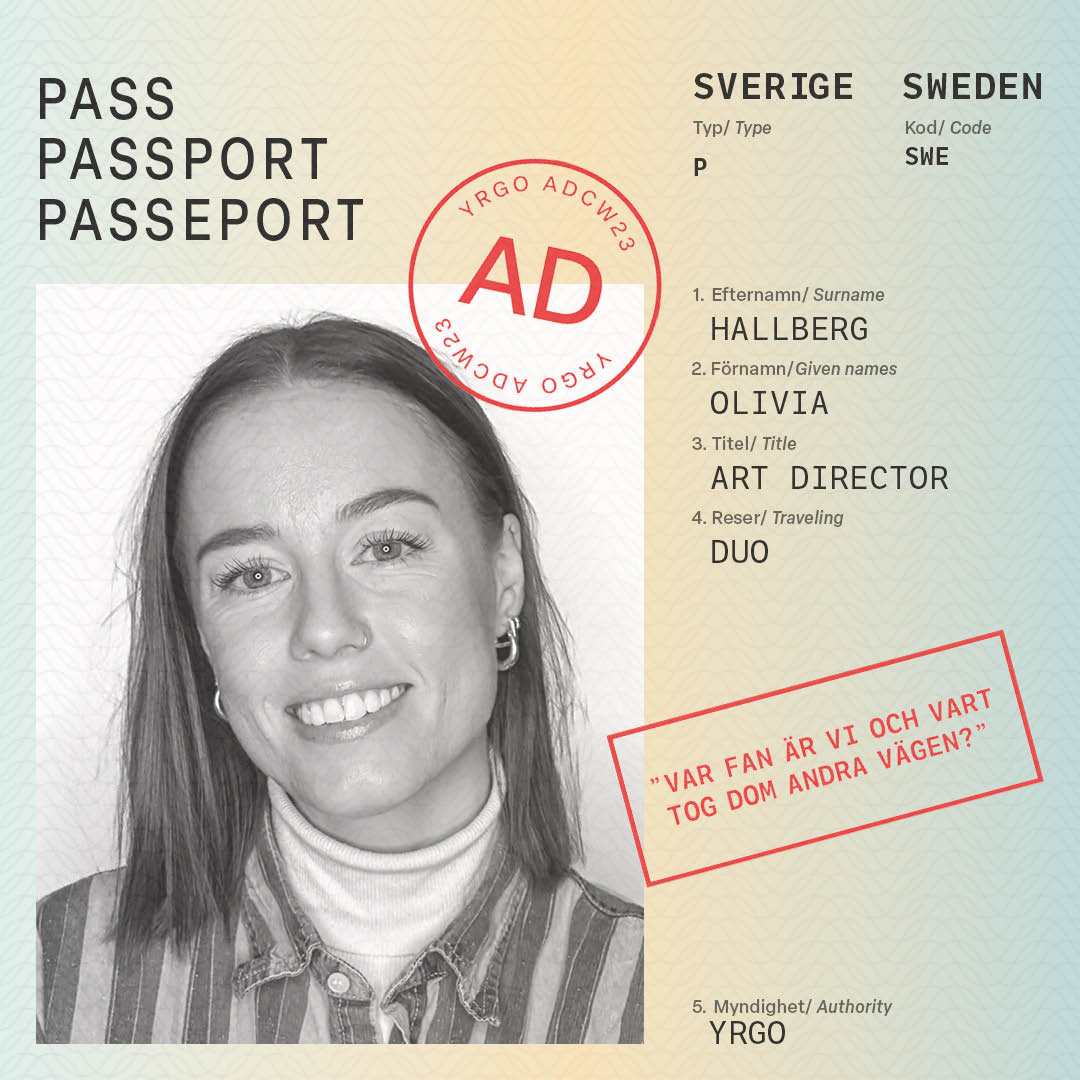 PASS
PASSPORT
PASSEPORT
SVERIGE SWEDEN
Typ/ Type Kod/ Code
P SWE
YRGO ADCW23
AD
YRGO ADCW23
1. Efternamn/ Surname
HALLBERG
2. Förnamn/Given names
OLIVIA
3. Titel/ Title
ART DIRECTOR
4. Reser/ Traveling
DUO
”VAR FAN ÄR VI OCH VART
TOG DOM ANDRA VÄGEN?”
5. Myndighet/ Authority
YRGO